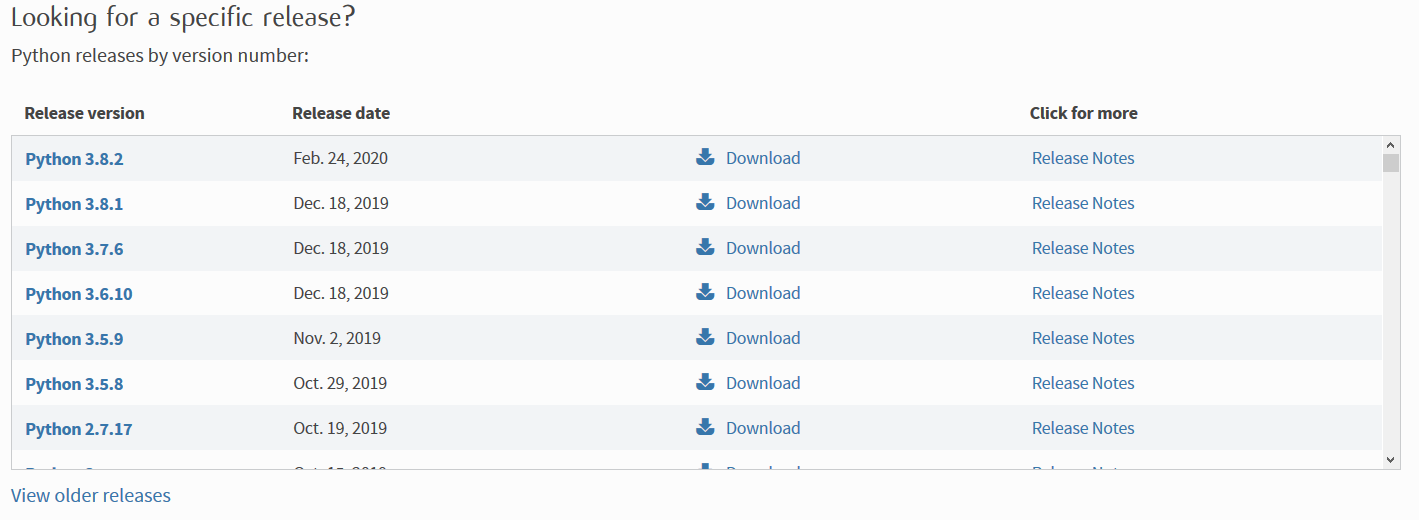 Looking for a specific release?
Python releases by version number:
Release version Release date Click for more
Python 3.8.2 Feb. 24, 2020 Download Release Notes
Python 3.8.1 Dec. 18, 2019 Download Release Notes
Python 3.7.6 Dec. 18, 2019 Download Release Notes
Python 3.6.10 Dec. 18, 2019 Download Release Notes
Python 3.5.9 Nov. 2, 2019 Download Release Notes
Python 3.5.8 Oct. 29, 2019 Download Release Notes
Python 2.7.17 Oct. 19, 2019 Download Release Notes
View older releases